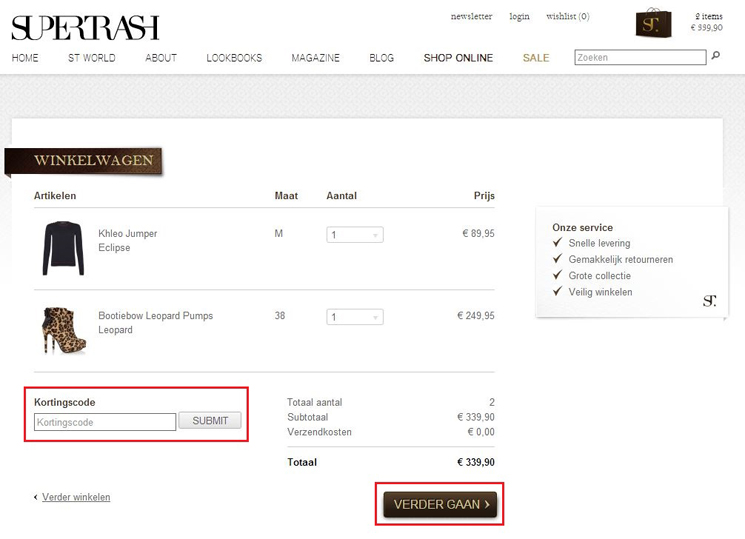 SUPERTRASH
newsletter login wishlist (0)
ST.
2 items
€ 339,90
HOME ST WORLD ABOUT LOOKBOOKS MAGAZINE BLOG SHOP ONLINE SALE Zoeken
WINKELWAGEN
Artikelen Maat Aantal Prijs
Khleo Jumper M 1 € 89,95
Eclipse
Bootiebow Leopard Pumps 38 1 € 249,95
Leopard
Onze service
Snelle levering
Gemakkelijk retourneren
Grote collectie
Veilig winkelen
ST.
Kortingscode
Kortingscode SUBMIT
Totaal aantal 2
Subtotaal € 339,90
Verzendkosten € 0,00
Totaal € 339,90
Verder winkelen
VERDER GAAN